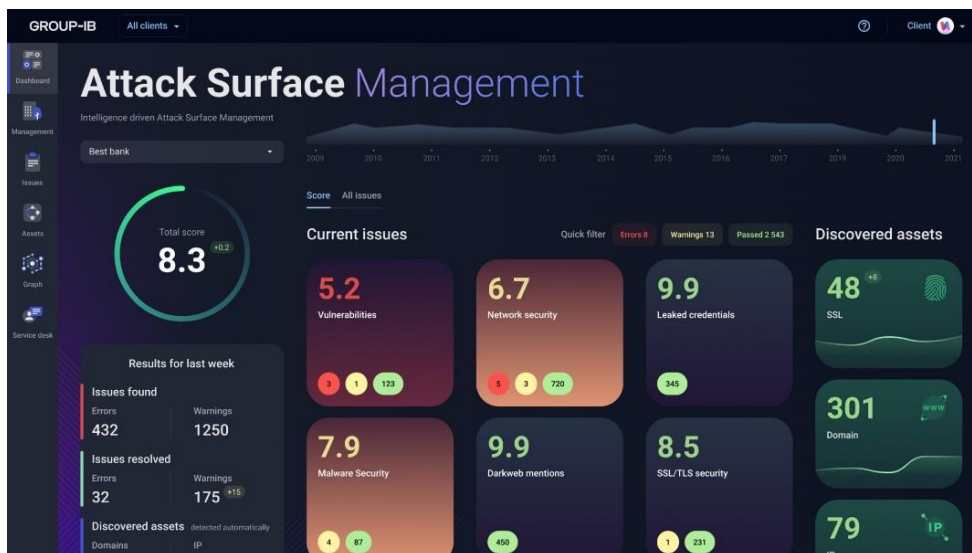 GROUP-IB
All clients
Client
Dashboard
Management
Issues
Assets
Graph
Service desk
Attack Surface Management
Intelligence driven Attack Surface Management
Best bank
2009 2010 2011 2012 2013 2014 2015 2016 2017 2019 2020 2021
Total score
8.3 +0.2
Score All issues
Current issues
Quick filter Errors 8 Warnings 13 Passed 2 543
5.2
Vulnerabilities
3 1 123
6.7
Network security
5 3 720
9.9
Leaked credentials
345
7.9
Malware Security
4 87
9.9
Darkweb mentions
450
8.5
SSL/TLS security
1 231
Discovered assets
48 +8
SSL
301
WWW
Domain
79
IP
Results for last week
Issues found
Errors Warnings
432 1250
Issues resolved
Errors Warnings
32 175 +15
Discovered assets detected automatically
Domains IP